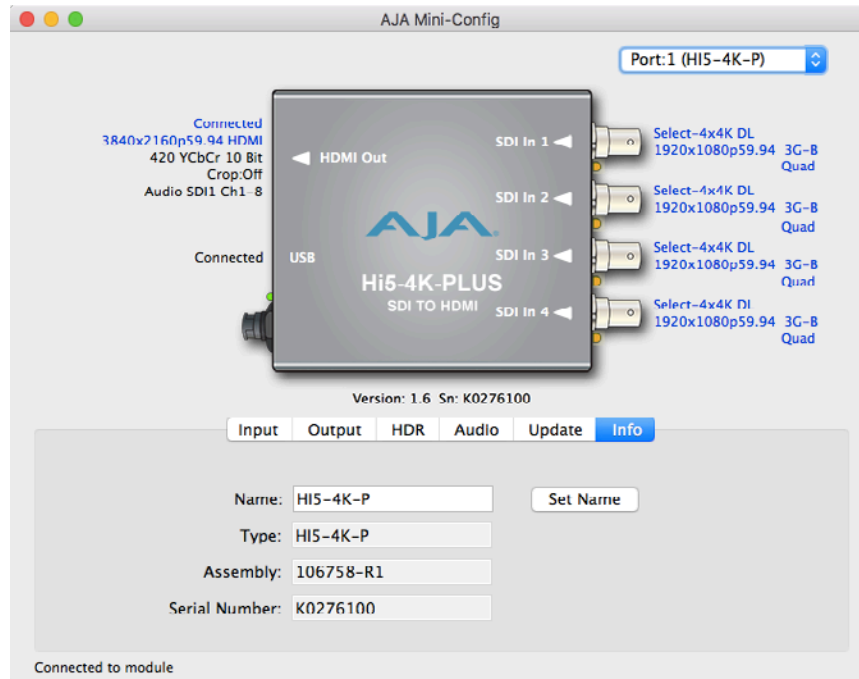 AJA Mini-Config
Port:1 (HI5-4K-P)
Connected
3840x2160p59.94 HDMI
420 YCbCr 10 Bit
Crop:Off
Audio SDI1 Ch1-8
Connected
HDMI Out
USB
AJA
Hi5-4K-PLUS
SDI TO HDMI
SDI In 1
SDI In 2
SDI In 3
SDI In 4
Select-4x4K DL
1920x1080p59.94 3G-B
Quad
Select-4x4K DL
1920x1080p59.94 3G-B
Quad
Select-4x4K DL
1920x1080p59.94 3G-B
Quad
Select-4x4K DL
1920x1080p59.94 3G-B
Quad
Version: 1.6 Sn: K0276100
Input Output HDR Audio Update Info
Name: HI5-4K-P Set Name
Type: HI5-4K-P
Assembly: 106758-R1
Serial Number: K0276100
Connected to module